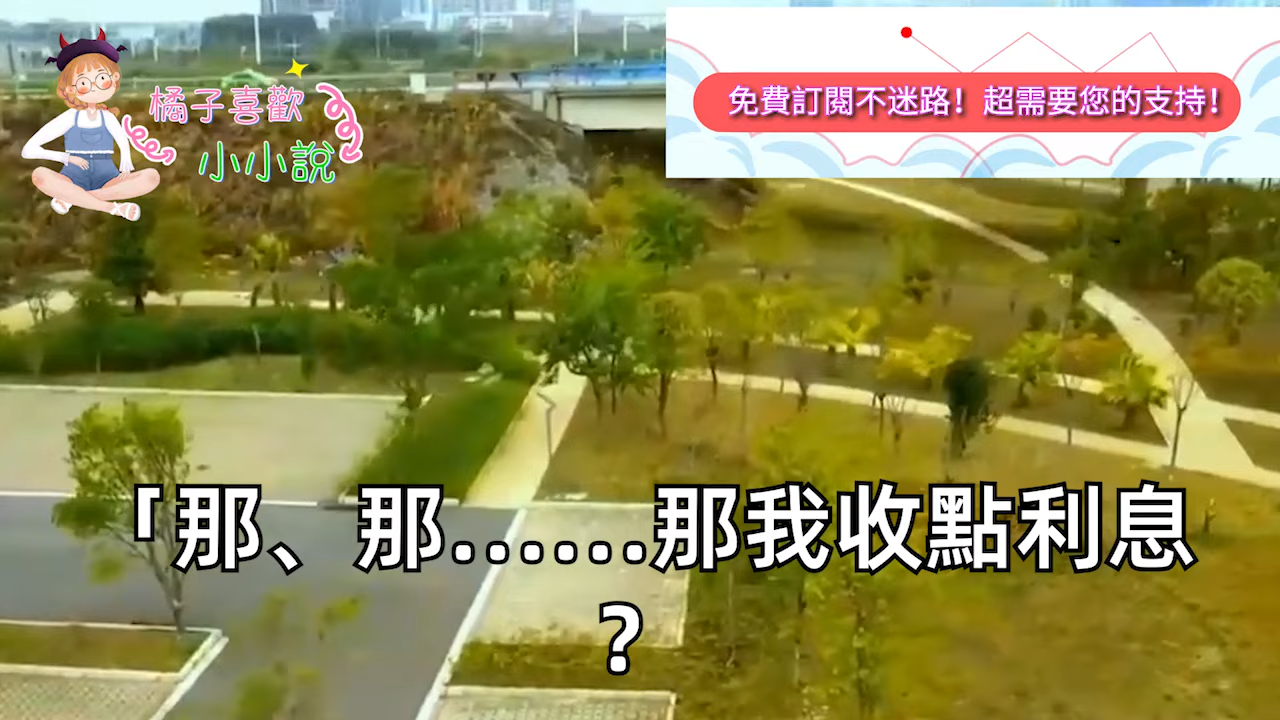 橘子喜歡
小小說
免費訂閱不迷路！超需要您的支持！
「那、那......那我收點利息
？